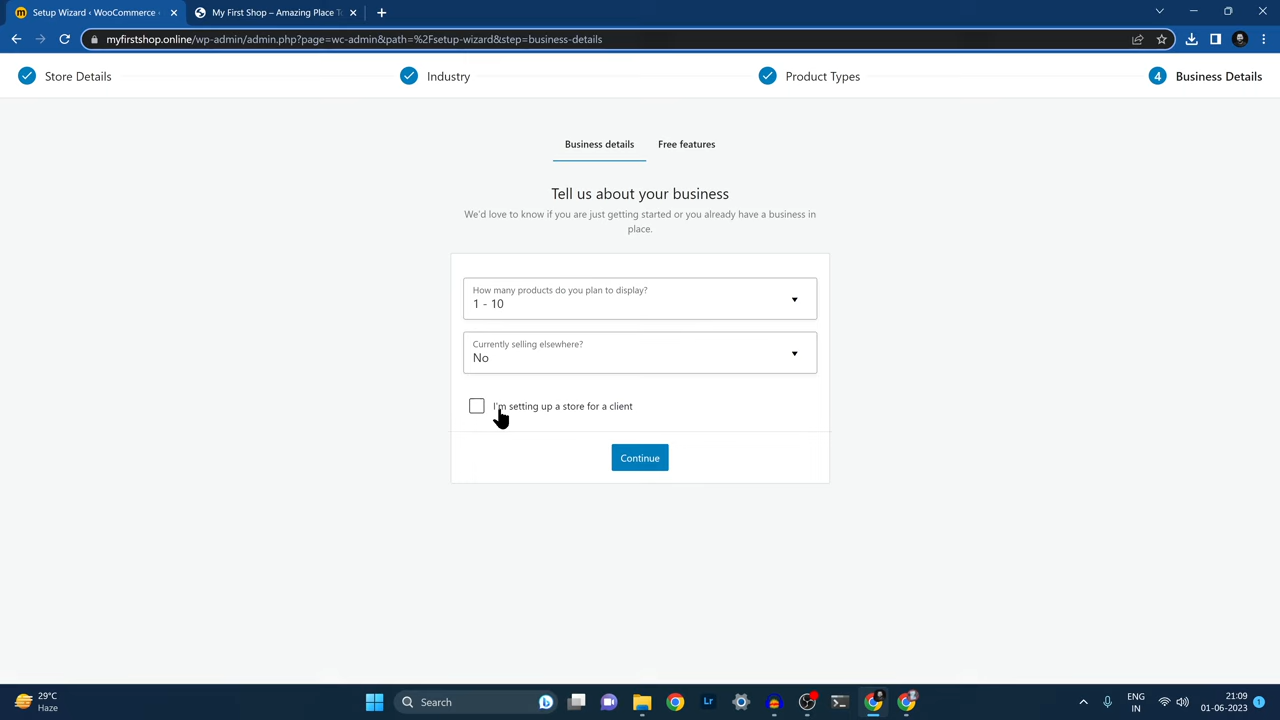 Setup Wizard ‹ WooCommerce
My First Shop – Amazing Place T
myfirstshop.online/wp-admin/admin.php?page=wc-admin&path=%2Fsetup-wizard&step=business-details
Store Details
Industry
Product Types
4 Business Details
Business details
Free features
Tell us about your business
We'd love to know if you are just getting started or you already have a business in
place.
How many products do you plan to display?
1 - 10
Currently selling elsewhere?
No
I'm setting up a store for a client
Continue
29°C
Haze
Search
Lr
ENG
IN
21:09
01-06-2023
1